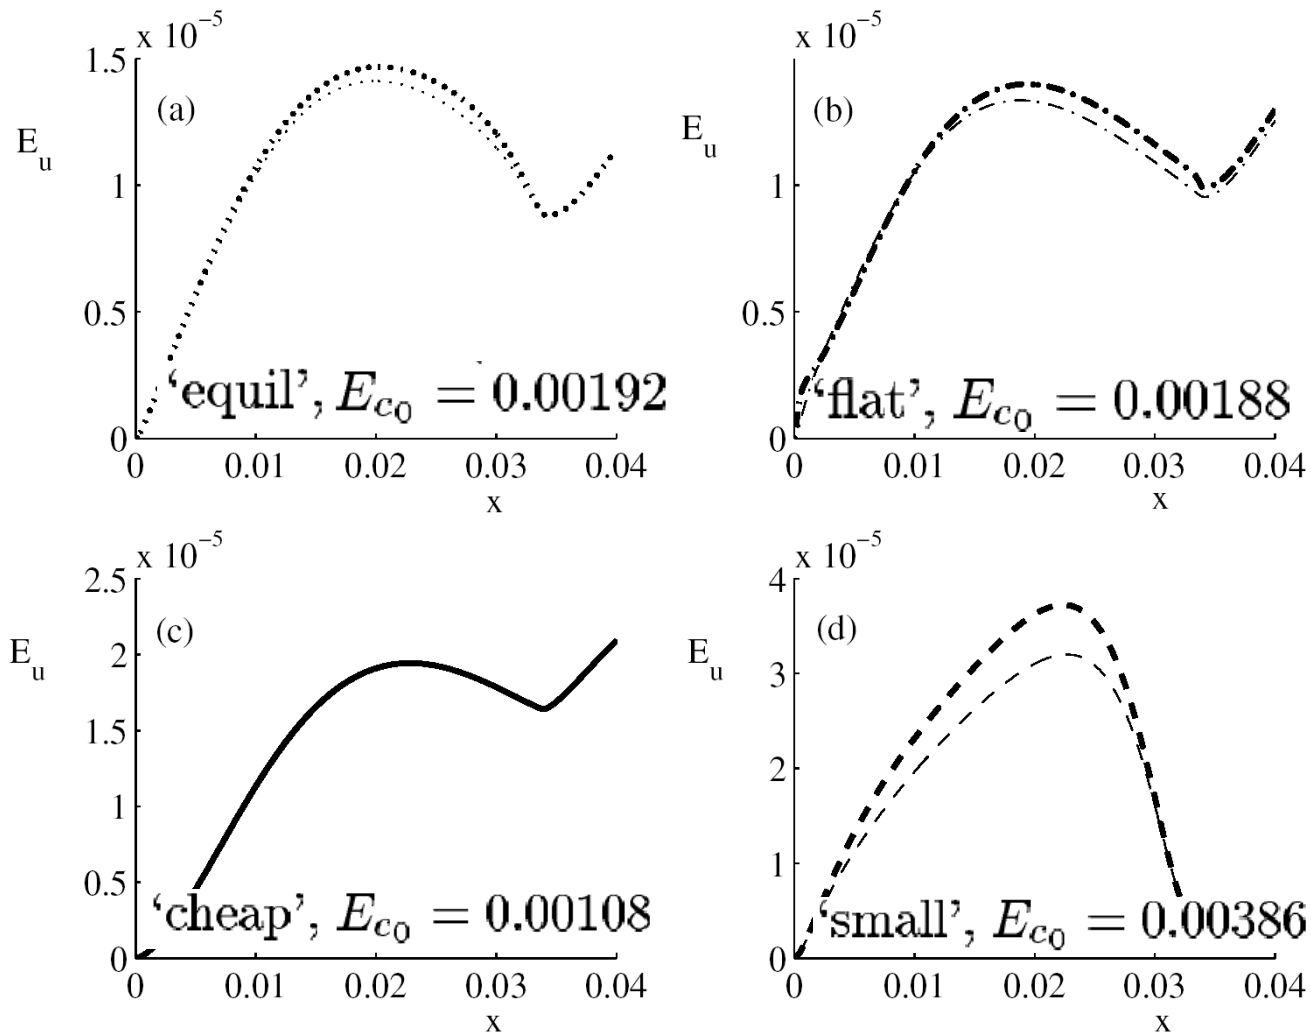 x 10⁻⁵ x 10⁻⁵
1.5
(a) (b)
E_u E_u
1 1
0.5 0.5
'equil', E_{c_0} = 0.00192 'flat', E_{c_0} = 0.00188
0 0
0 0.01 0.02 0.03 0.04 0 0.01 0.02 0.03 0.04
x x
x 10⁻⁵ x 10⁻⁵
2.5 4
(c) (d)
E_u E_u
2 3
1.5
2
1
1
0.5
'cheap', E_{c_0} = 0.00108 'small', E_{c_0} = 0.00386
0 0
0 0.01 0.02 0.03 0.04 0 0.01 0.02 0.03 0.04
x x